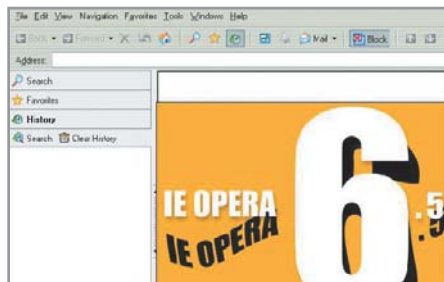 File Edit View Navigation Favorites Tools Windows Help
Back Forward Mail Block
Address:
Search
Favorites
History
Search Clear History
IE OPERA 6.5
IE OPERA .5